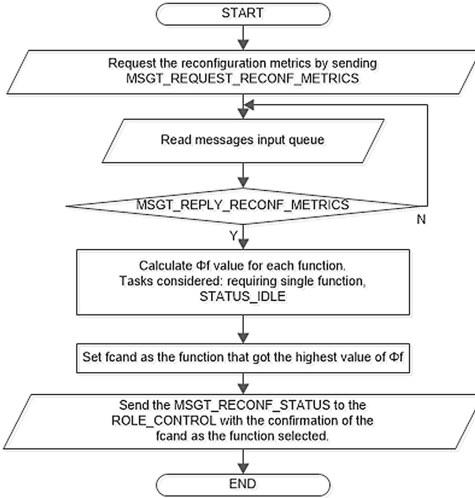 START
Request the reconfiguration metrics by sending
MSGT_REQUEST_RECONF_METRICS
Read messages input queue
MSGT_REPLY_RECONF_METRICS
N
Y
Calculate Φf value for each function.
Tasks considered: requiring single function,
STATUS_IDLE
Set fcand as the function that got the highest value of Φf
Send the MSGT_RECONF_STATUS to the
ROLE_CONTROL with the confirmation of the
fcand as the function selected.
END